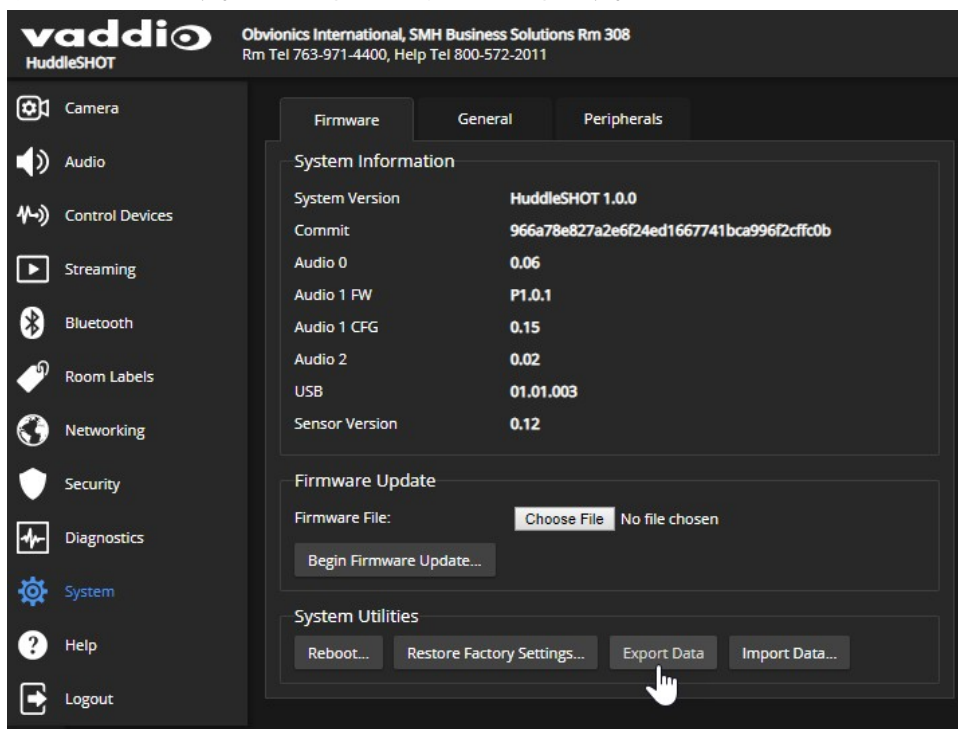 vaddio
HuddleSHOT
Obvionics International, SMH Business Solutions Rm 308
Rm Tel 763-971-4400, Help Tel 800-572-2011
Camera
Audio
Control Devices
Streaming
Bluetooth
Room Labels
Networking
Security
Diagnostics
System
Help
Logout
Firmware General Peripherals
System Information
System Version HuddleSHOT 1.0.0
Commit 966a78e827a2e6f24ed1667741bca996f2cffc0b
Audio 0 0.06
Audio 1 FW P1.0.1
Audio 1 CFG 0.15
Audio 2 0.02
USB 01.01.003
Sensor Version 0.12
Firmware Update
Firmware File: Choose File No file chosen
Begin Firmware Update...
System Utilities
Reboot... Restore Factory Settings... Export Data Import Data...